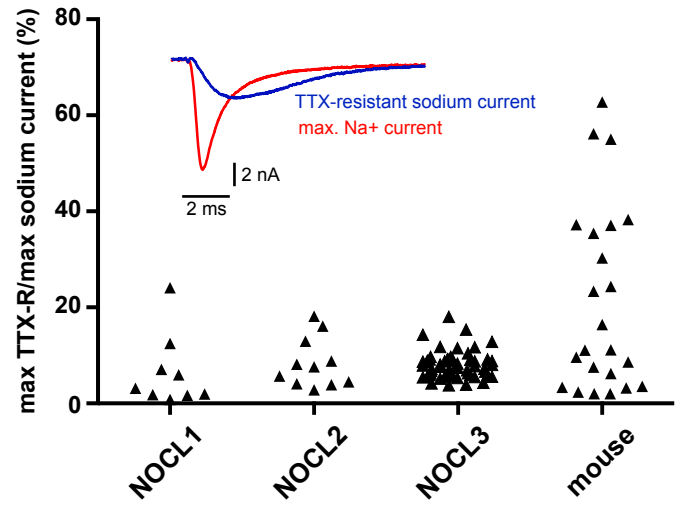 max TTX-R/max sodium current (%)
80
60
40
20
0
TTX-resistant sodium current
max. Na+ current
2 nA
2 ms
NOCL1
NOCL2
NOCL3
mouse